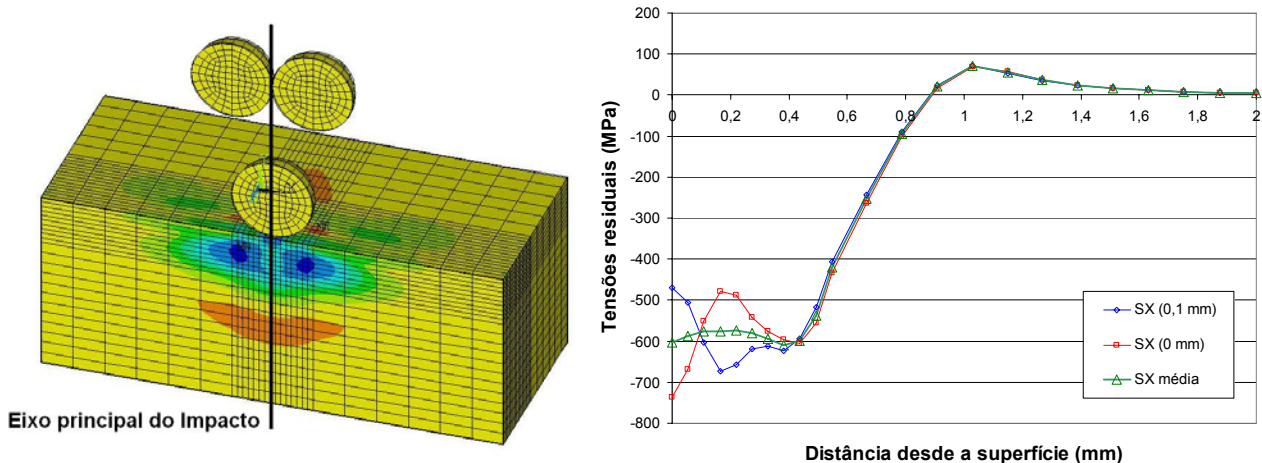 Eixo principal do Impacto
Tensões residuais (MPa)
200
100
0
-100
-200
-300
-400
-500
-600
-700
-800
0 0,2 0,4 0,6 0,8 1 1,2 1,4 1,6 1,8 2
SX (0,1 mm)
SX (0 mm)
SX média
Distância desde a superfície (mm)